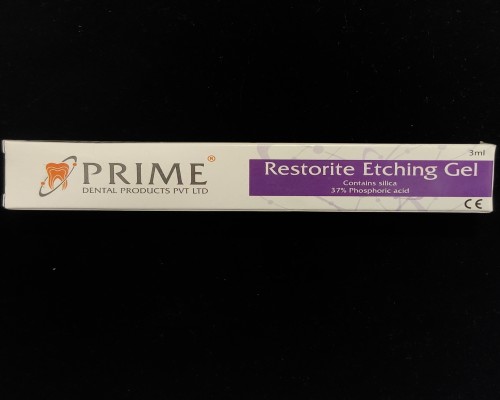 PRIME®
DENTAL PRODUCTS PVT LTD
3ml
Restorite Etching Gel
Contains silica
37% Phosphoric acid
CE